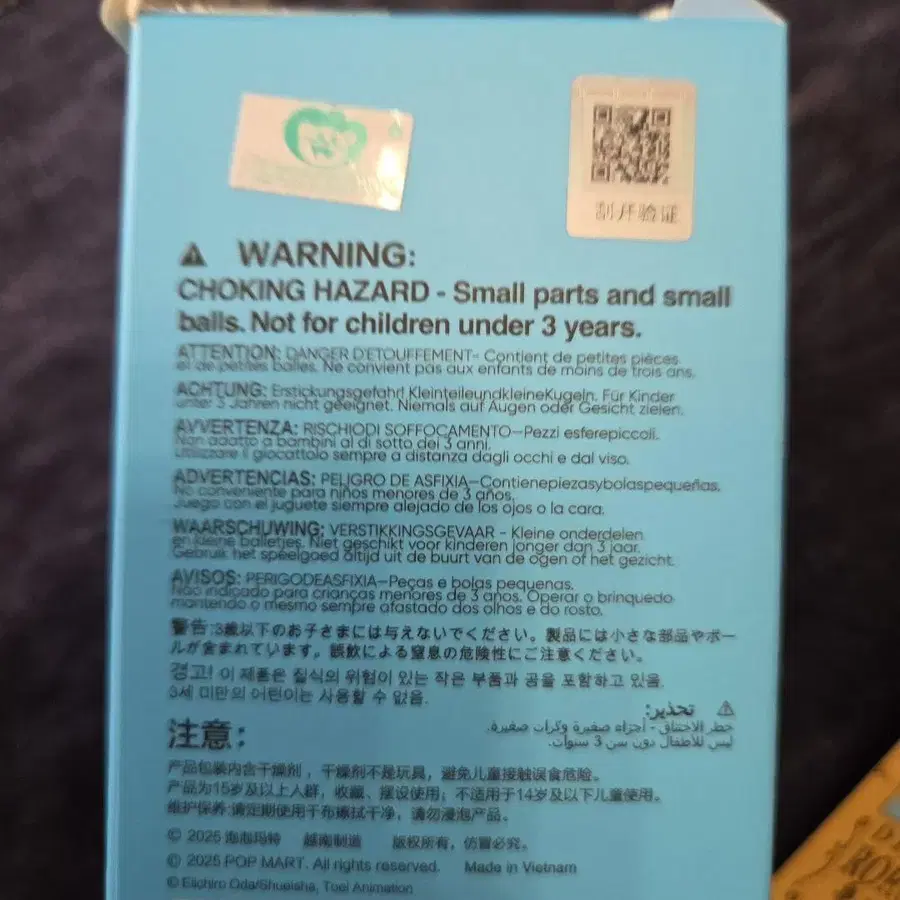 刮开验证
WARNING:
CHOKING HAZARD - Small parts and small
balls. Not for children under 3 years.
ATTENTION: DANGER D'ETOUFFEMENT- Contient de petites pièces
et de petites balles. Ne convient pas aux enfants de moins de trois ans.
ACHTUNG: Erstickungsgefahr! KleinteileundkleineKugeln. Für Kinder
unter 3 Jahren nicht geeignet. Niemals auf Augen oder Gesicht zielen.
AVVERTENZA: RISCHIODI SOFFOCAMENTO-Pezzi esferepiccoli.
Non adatto a bambini al di sotto dei 3 anni.
Utilizzare il giocattolo sempre a distanza dagli occhi e dal viso.
ADVERTENCIAS: PELIGRO DE ASFIXIA-Contienepiezasybolaspequeñas.
No conveniente para niños menores de 3 años.
Juego con el juguete siempre alejado de los ojos o la cara.
WAARSCHUWING: VERSTIKKINGSGEVAAR - Kleine onderdelen
en kleine balletjes. Niet geschikt voor kinderen jonger dan 3 jaar.
Gebruik het speelgoed altijd uit de buurt van de ogen of het gezicht.
AVISOS: PERIGODEASFIXIA-Peças e bolas pequenas.
Não indicado para crianças menores de 3 anos. Operar o brinquedo
mantendo o mesmo sempre afastado dos olhos e do rosto.
警告:3歳以下のお子さまには与えないでください。製品には小さな部品やボー
ルが含まれています。誤飲による窒息の危険性にご注意ください。
경고! 이 제품은 질식의 위험이 있는 작은 부품과 공을 포함하고 있음.
3세 미만의 어린이는 사용할 수 없음.
تحذير:
خطر الاختناق - أجزاء صغيرة وكرات صغيرة.
ليس للأطفال دون سن 3 سنوات.
注意:
产品包装内含干燥剂，干燥剂不是玩具，避免儿童接触误食危险。
产品为15岁及以上人群，收藏、摆设使用；不适用于14岁及以下儿童使用。
维护保养:请定期使用干布擦拭干净，请勿浸泡产品。
© 2025 泡泡玛特 越南制造 版权所有，仿冒必究。
© 2025 POP MART. All rights reserved. Made in Vietnam
© Eiichiro Oda/Shueisha, Toei Animation